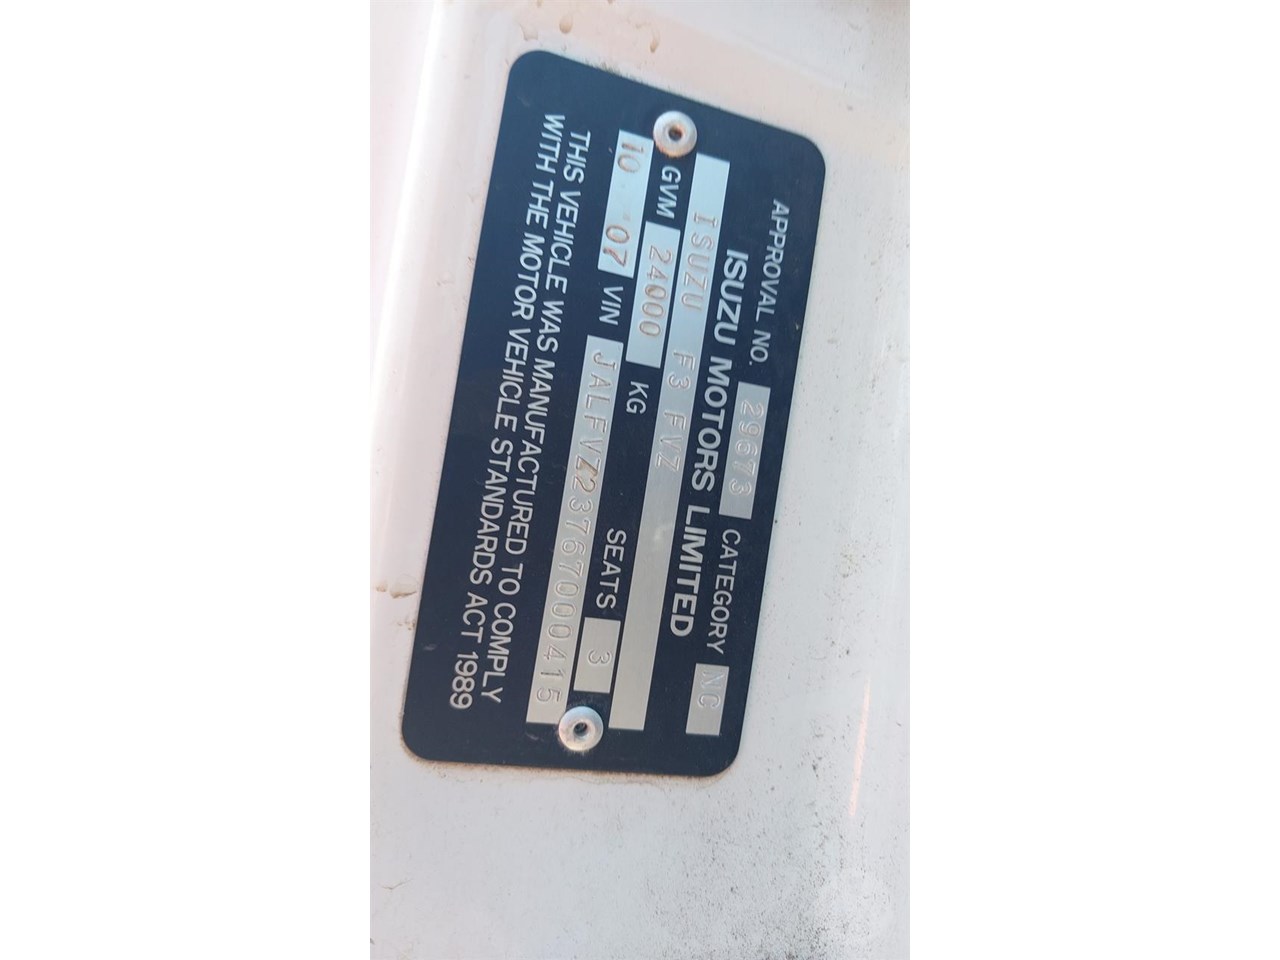 APPROVAL NO. 29673 CATEGORY NC
ISUZU MOTORS LIMITED
ISUZU F3 FVZ
GVM 24000 KG SEATS 3
10 07 VIN JALFVZ23767000415
THIS VEHICLE WAS MANUFACTURED TO COMPLY
WITH THE MOTOR VEHICLE STANDARDS ACT 1989